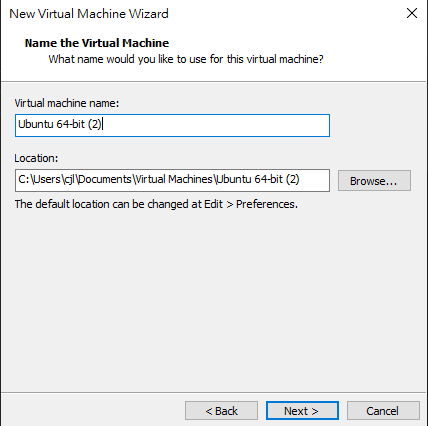 New Virtual Machine Wizard
Name the Virtual Machine
What name would you like to use for this virtual machine?
Virtual machine name:
Ubuntu 64-bit (2)
Location:
C:\Users\cjl\Documents\Virtual Machines\Ubuntu 64-bit (2)
Browse...
The default location can be changed at Edit > Preferences.
< Back
Next >
Cancel